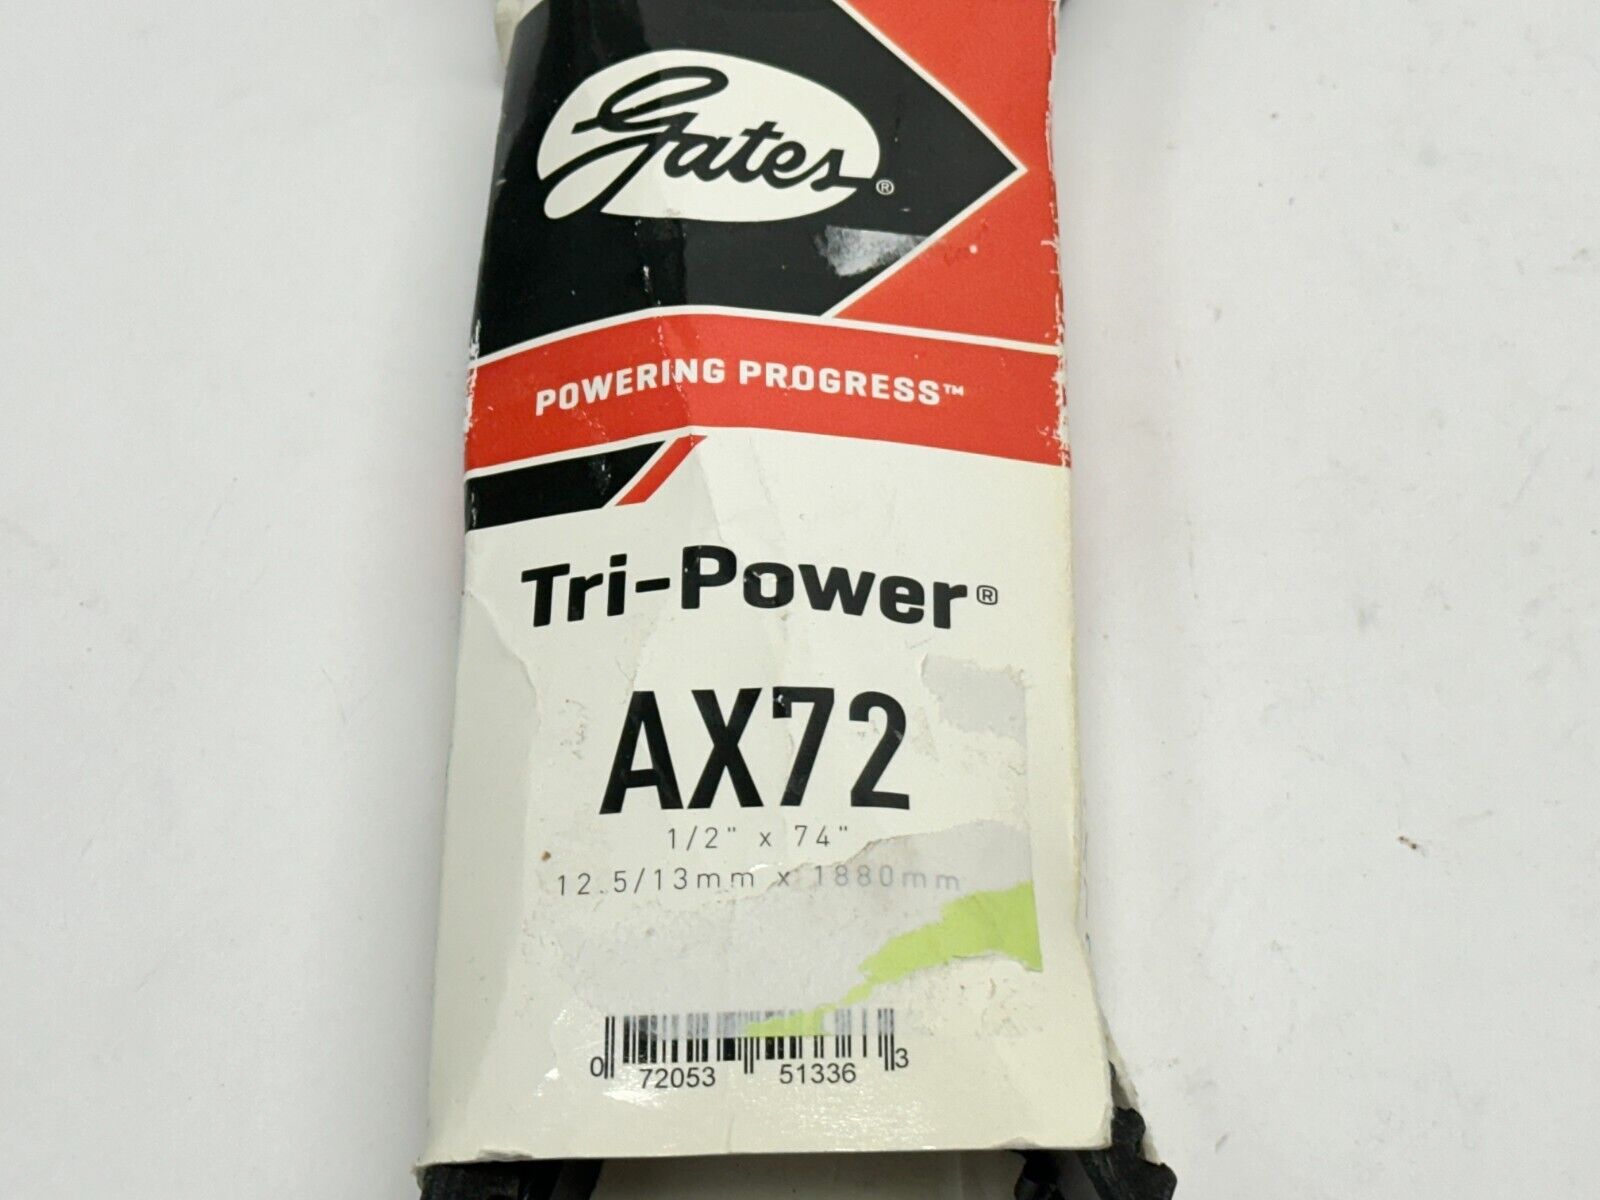 Gates®
POWERING PROGRESS™
Tri-Power®
AX72
1/2" x 74"
12.5/13mm x 1880mm
0 72053 51336 3